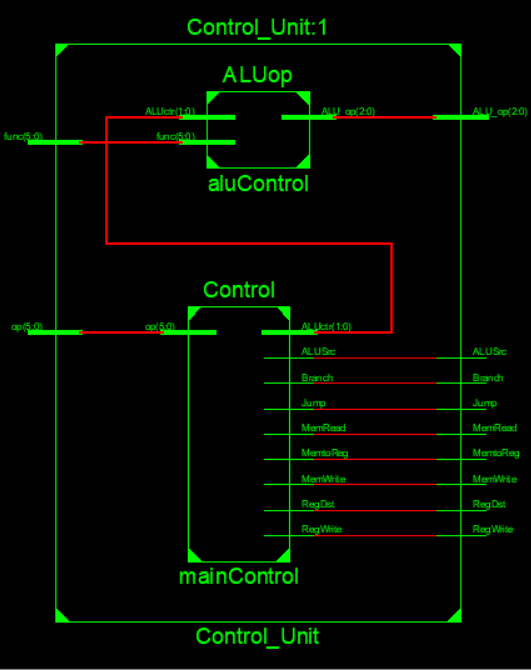 Control_Unit:1
ALUop
ALUctr(1:0) ALU_op(2:0) ALU_op(2:0)
func(5:0) func(5:0)
aluControl
Control
op(5:0) op(5:0) ALUctr(1:0)
ALUSrc ALUSrc
Branch Branch
Jump Jump
MemRead MemRead
MemtoReg MemtoReg
MemWrite MemWrite
RegDst RegDst
RegWrite RegWrite
mainControl
Control_Unit